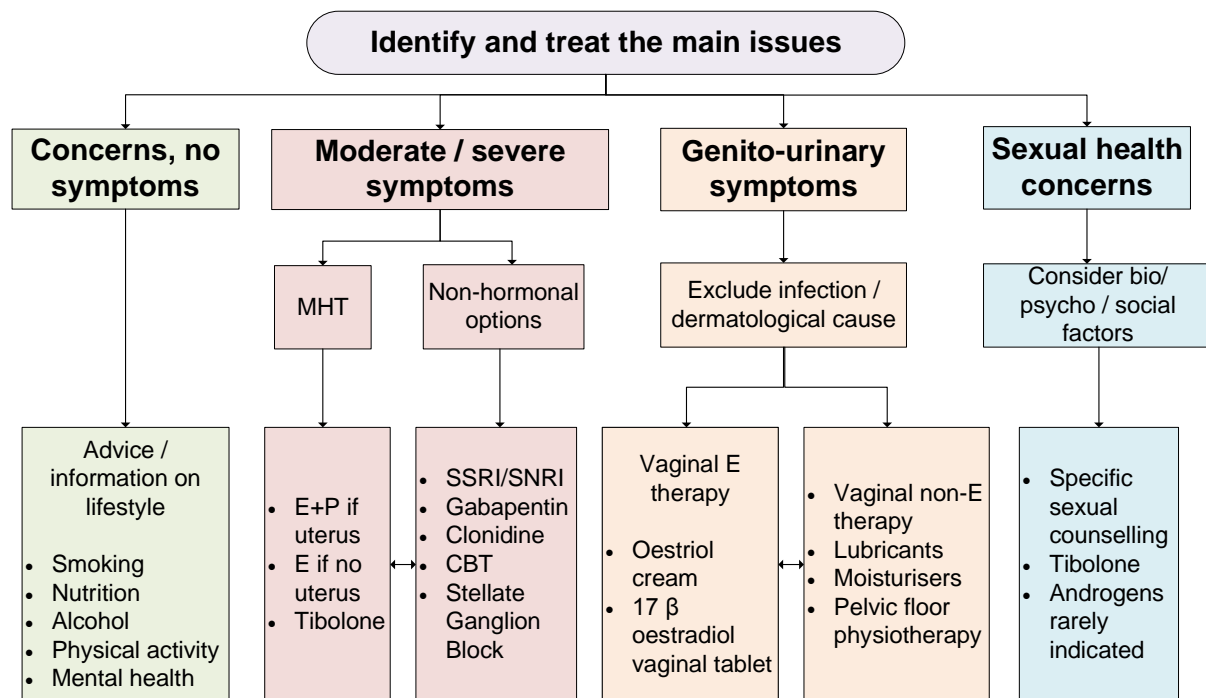 Identify and treat the main issues
Concerns, no
symptoms
Moderate / severe
symptoms
Genito-urinary
symptoms
Sexual health
concerns
MHT
Non-hormonal
options
Exclude infection /
dermatological cause
Consider bio/
psycho / social
factors
Advice /
information on
lifestyle
• Smoking
• Nutrition
• Alcohol
• Physical activity
• Mental health
• E+P if
uterus
• E if no
uterus
• Tibolone
• SSRI/SNRI
• Gabapentin
• Clonidine
• CBT
• Stellate
Ganglion
Block
Vaginal E
therapy
• Oestriol
cream
• 17 β
oestradiol
vaginal tablet
• Vaginal non-E
therapy
• Lubricants
• Moisturisers
• Pelvic floor
physiotherapy
• Specific
sexual
counselling
• Tibolone
• Androgens
rarely
indicated